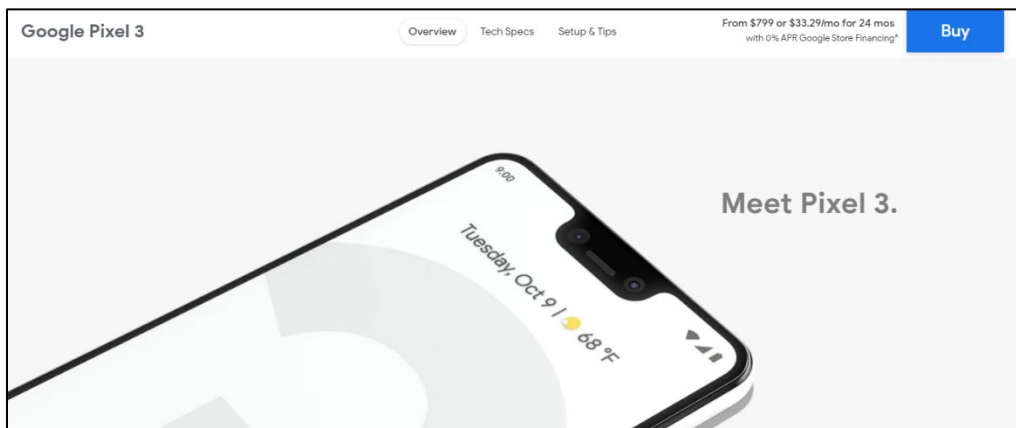 Google Pixel 3
Overview
Tech Specs
Setup & Tips
From $799 or $33.29/mo for 24 mos
with 0% APR Google Store Financing*
Buy
Meet Pixel 3.
9:00
Tuesday, Oct 9 | 68 °F